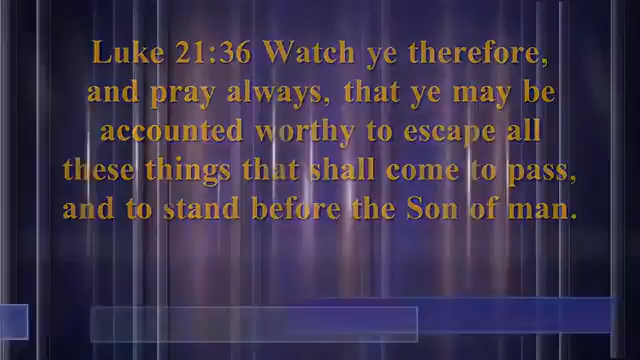 Luke 21:36 Watch ye therefore,
and pray always, that ye may be
accounted worthy to escape all
these things that shall come to pass,
and to stand before the Son of man.